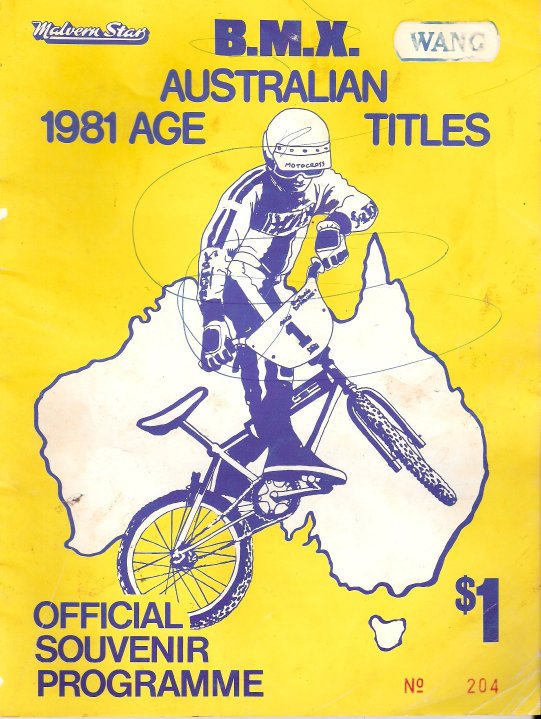 Malvern Star
B.M.X.
WANG
AUSTRALIAN
1981 AGE TITLES
MOTOCROSS
1
$1
OFFICIAL
SOUVENIR
PROGRAMME
Nº 204